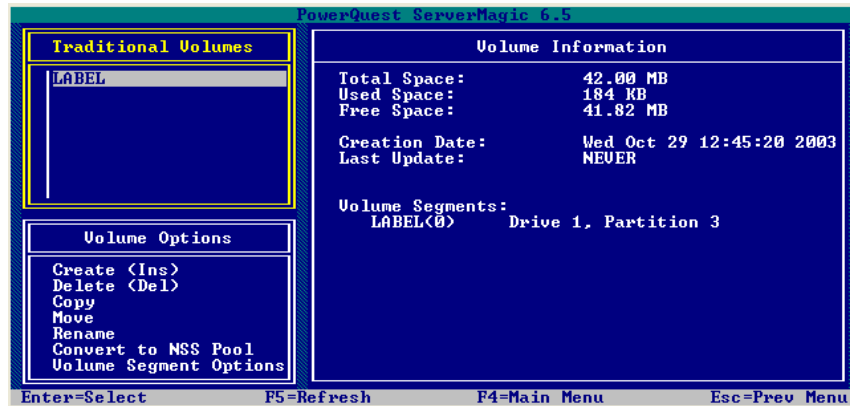 PowerQuest ServerMagic 6.5
Traditional Volumes
LABEL
Volume Options
Create (Ins)
Delete (Del)
Copy
Move
Rename
Convert to NSS Pool
Volume Segment Options
Volume Information
Total Space: 42.00 MB
Used Space: 184 KB
Free Space: 41.82 MB
Creation Date: Wed Oct 29 12:45:20 2003
Last Update: NEVER
Volume Segments:
LABEL(0) Drive 1, Partition 3
Enter=Select F5=Refresh F4=Main Menu Esc=Prev Menu